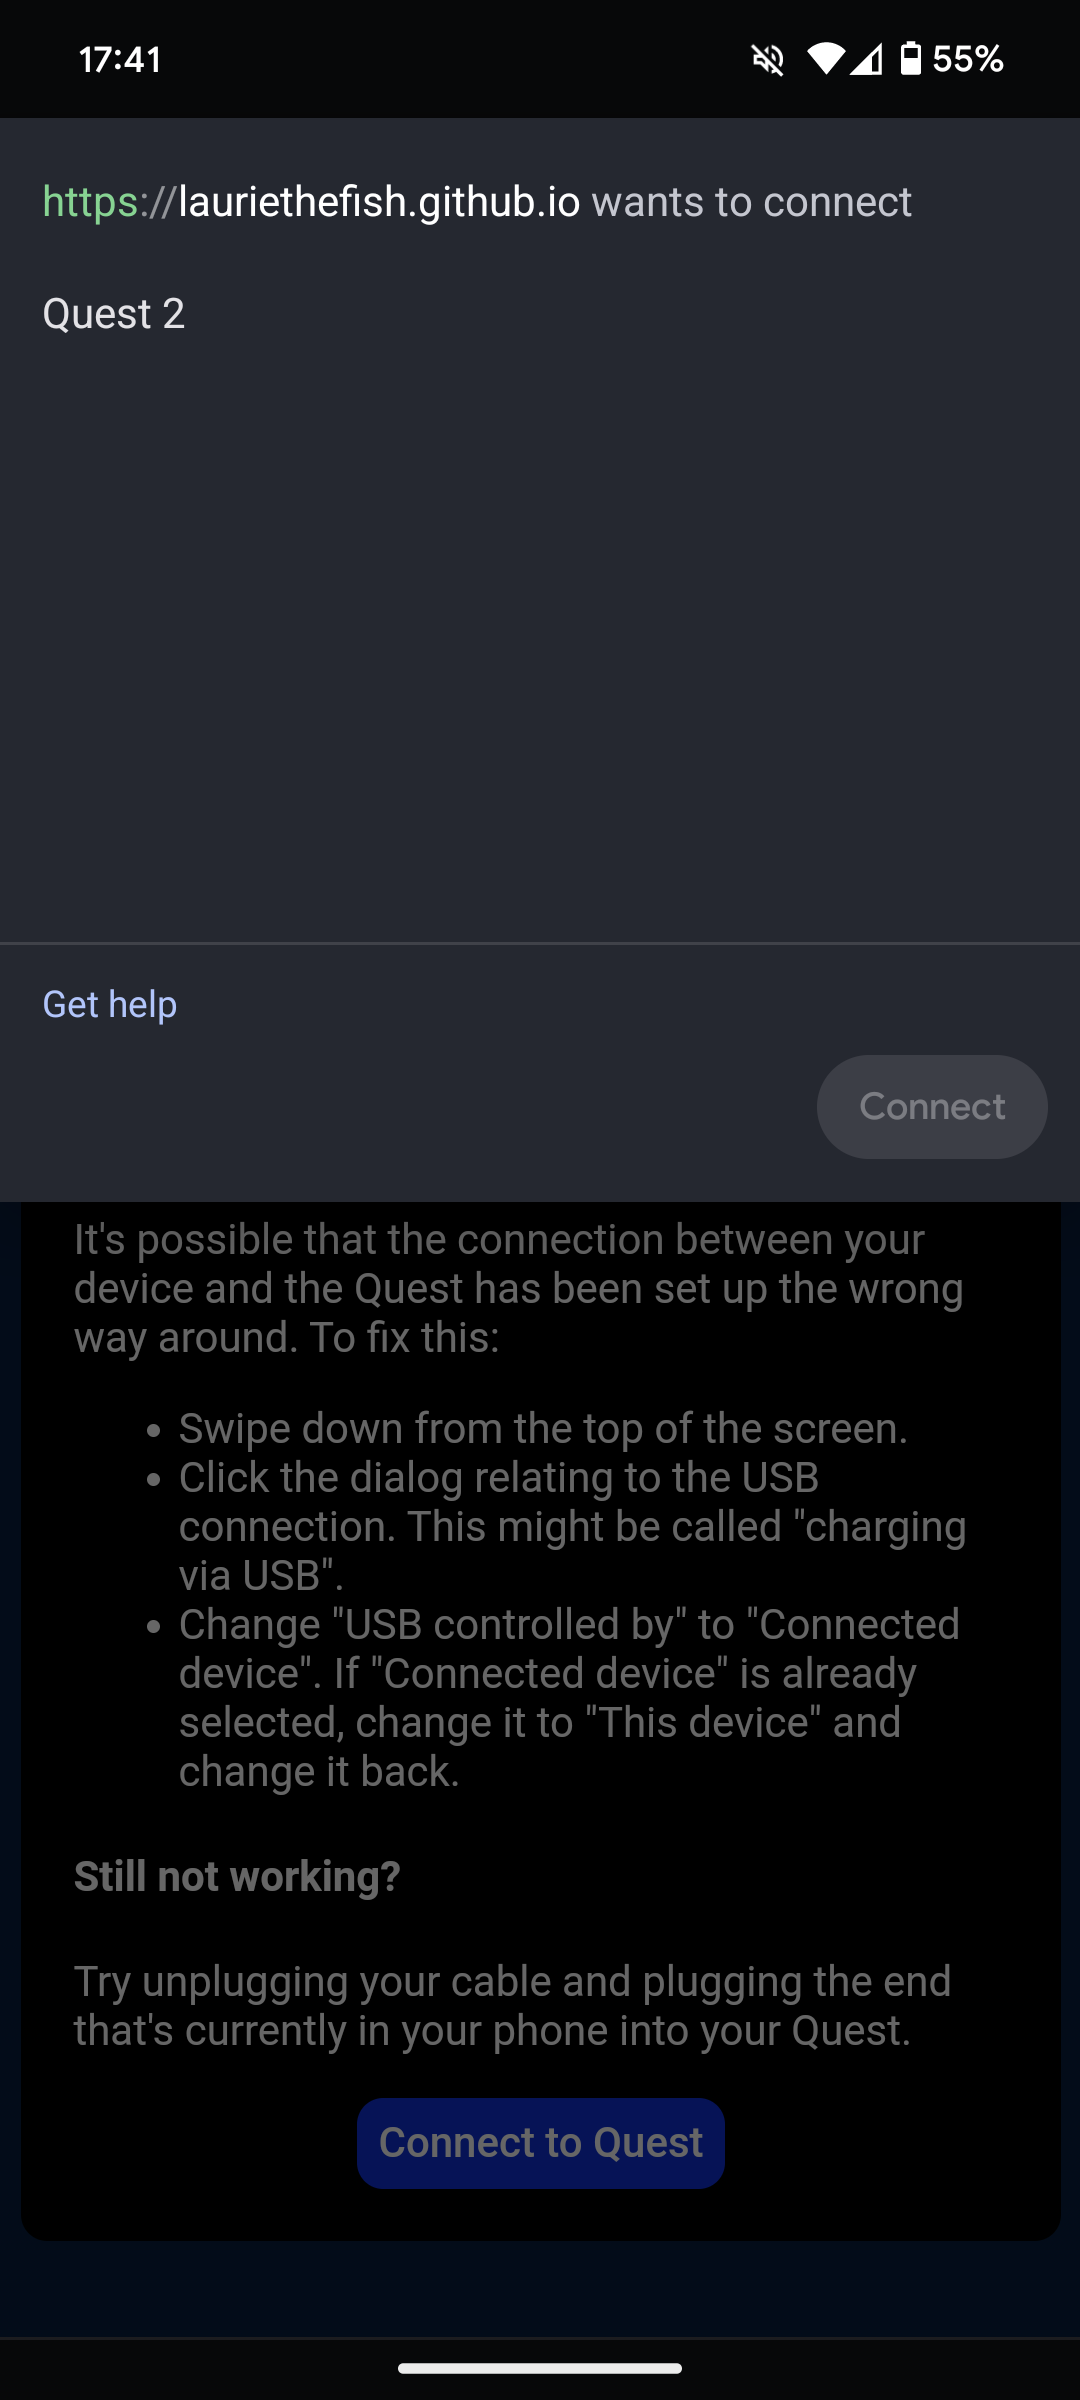 17:41
55%
https://lauriethefish.github.io wants to connect
Quest 2
Get help
Connect
It's possible that the connection between your
device and the Quest has been set up the wrong
way around. To fix this:
• Swipe down from the top of the screen.
• Click the dialog relating to the USB
connection. This might be called "charging
via USB".
• Change "USB controlled by" to "Connected
device". If "Connected device" is already
selected, change it to "This device" and
change it back.
Still not working?
Try unplugging your cable and plugging the end
that's currently in your phone into your Quest.
Connect to Quest